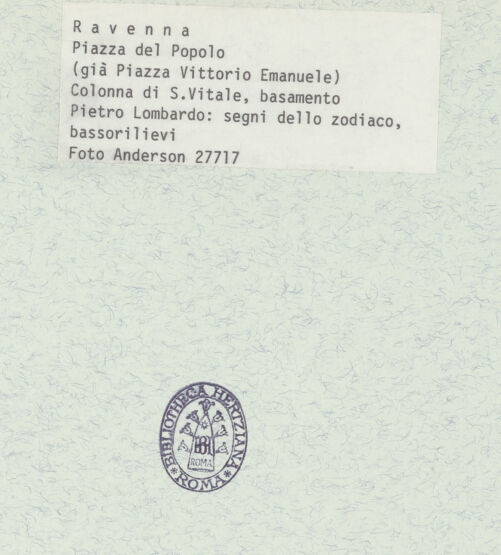 R a v e n n a
Piazza del Popolo
(già Piazza Vittorio Emanuele)
Colonna di S.Vitale, basamento
Pietro Lombardo: segni dello zodiaco,
bassorilievi
Foto Anderson 27717
BIBLIOTHECA HERTZIANA
ROMA
ROMA